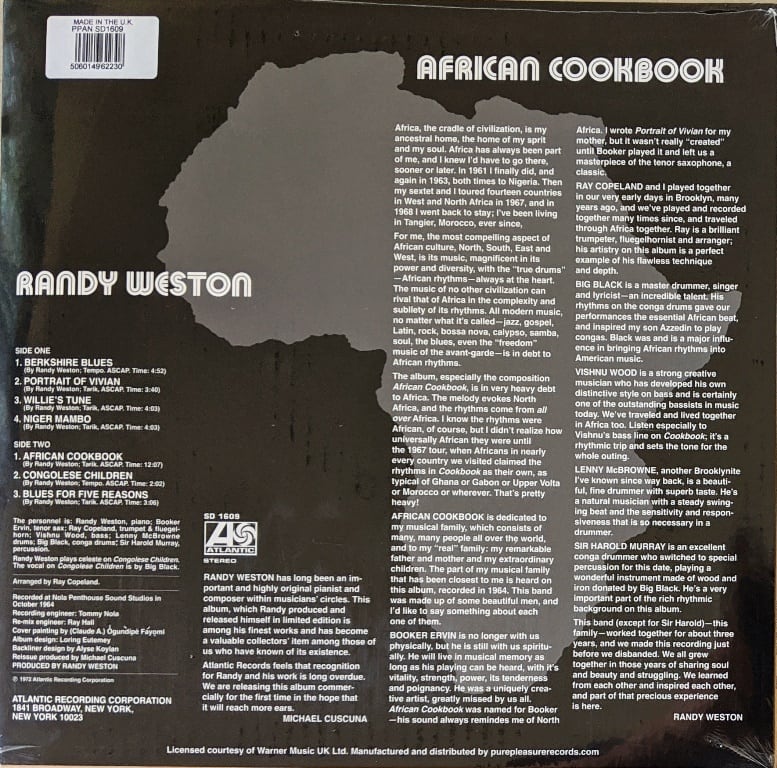 MADE IN THE U.K.
PPAN SD1609
5060149622230
AFRICAN COOKBOOK
RANDY WESTON
SIDE ONE
1. BERKSHIRE BLUES
(By Randy Weston; Tempo. ASCAP. Time: 4:52)
2. PORTRAIT OF VIVIAN
(By Randy Weston; Tarik, ASCAP. Time: 3:40)
3. WILLIE'S TUNE
(By Randy Weston; Tarik, ASCAP. Time: 4:03)
4. NIGER MAMBO
(By Randy Weston; Tarik, ASCAP. Time: 4:03)
SIDE TWO
1. AFRICAN COOKBOOK
(By Randy Weston; Tarik, ASCAP. Time: 12:07)
2. CONGOLESE CHILDREN
(By Randy Weston; Tempo. ASCAP. Time: 2:02)
3. BLUES FOR FIVE REASONS
(By Randy Weston; Tarik, ASCAP. Time: 3:06)
The personnel is: Randy Weston, piano; Booker
Ervin, tenor sax; Ray Copeland, trumpet & fluegel-
horn; Vishnu Wood, bass; Lenny McBrowne
drums; Big Black, conga drums; Sir Harold Murray,
percussion.
Randy Weston plays celeste on Congolese Children.
The vocal on Congolese Children is by Big Black.
Arranged by Ray Copeland.
Recorded at Nola Penthouse Sound Studios in
October 1964
Recording engineer: Tommy Nola
Re-mix engineer: Ray Hall
Cover painting by (Claude A.) Ògundipè Fáyomí
Album design: Loring Eutemey
Backliner design by Alyse Koylan
Reissue produced by Michael Cuscuna
PRODUCED BY RANDY WESTON
© 1972 Atlantic Recording Corporation
ATLANTIC RECORDING CORPORATION
1841 BROADWAY, NEW YORK,
NEW YORK 10023
SD 1609
ATLANTIC
STEREO
RANDY WESTON has long been an im-
portant and highly original pianist and
composer within musicians' circles. This
album, which Randy produced and
released himself in limited edition is
among his finest works and has become
a valuable collectors' item among those of
us who have known of its existence.
Atlantic Records feels that recognition
for Randy and his work is long overdue.
We are releasing this album commer-
cially for the first time in the hope that
it will reach more ears.
MICHAEL CUSCUNA
Africa, the cradle of civilization, is my
ancestral home, the home of my sprit
and my soul. Africa has always been part
of me, and I knew I'd have to go there,
sooner or later. In 1961 I finally did, and
again in 1963, both times to Nigeria. Then
my sextet and I toured fourteen countries
in West and North Africa in 1967, and in
1968 I went back to stay; I've been living
in Tangier, Morocco, ever since,
For me, the most compelling aspect of
African culture, North, South, East and
West, is its music, magnificent in its
power and diversity, with the "true drums"
—African rhythms—always at the heart.
The music of no other civilization can
rival that of Africa in the complexity and
subtlety of its rhythms. All modern music,
no matter what it's called—jazz, gospel,
Latin, rock, bossa nova, calypso, samba,
soul, the blues, even the "freedom"
music of the avant-garde—is in debt to
African rhythms.
The album, especially the composition
African Cookbook, is in very heavy debt
to Africa. The melody evokes North
Africa, and the rhythms come from all
over Africa. I know the rhythms were
African, of course, but I didn't realize how
universally African they were until
the 1967 tour, when Africans in nearly
every country we visited claimed the
rhythms in Cookbook as their own, as
typical of Ghana or Gabon or Upper Volta
or Morocco or wherever. That's pretty
heavy!
AFRICAN COOKBOOK is dedicated to
my musical family, which consists of
many, many people all over the world,
and to my "real" family: my remarkable
father and mother and my extraordinary
children. The part of my musical family
that has been closest to me is heard on
this album, recorded in 1964. This band
was made up of some beautiful men, and
I'd like to say something about each
one of them.
BOOKER ERVIN is no longer with us
physically, but he is still with us spiritu-
ally. He will live in musical memory as
long as his playing can be heard, with it's
vitality, strength, power, its tenderness
and poignancy. He was a uniquely crea-
tive artist, greatly missed by us all.
African Cookbook was named for Booker
—his sound always reminds me of North
Africa. I wrote Portrait of Vivian for my
mother, but it wasn't really "created"
until Booker played it and left us a
masterpiece of the tenor saxophone, a
classic.
RAY COPELAND and I played together
in our very early days in Brooklyn, many
years ago, and we've played and recorded
together many times since, and traveled
through Africa together. Ray is a brilliant
trumpeter, fluegelhornist and arranger;
his artistry on this album is a perfect
example of his flawless technique
and depth.
BIG BLACK is a master drummer, singer
and lyricist—an incredible talent. His
rhythms on the conga drums gave our
performances the essential African beat,
and inspired my son Azzedin to play
congas. Black was and is a major influ-
ence in bringing African rhythms into
American music.
VISHNU WOOD is a strong creative
musician who has developed his own
distinctive style on bass and is certainly
one of the outstanding bassists in music
today. We've traveled and lived together
in Africa too. Listen especially to
Vishnu's bass line on Cookbook; it's a
rhythmic trip and sets the tone for the
whole outing.
LENNY McBROWNE, another Brooklynite
I've known since way back, is a beauti-
ful, fine drummer with superb taste. He's
a natural musician with a steady swing-
ing beat and the sensitivity and respon-
siveness that is so necessary in a
drummer.
SIR HAROLD MURRAY is an excellent
conga drummer who switched to special
percussion for this date, playing a
wonderful instrument made of wood and
iron donated by Big Black. He's a very
important part of the rich rhythmic
background on this album.
This band (except for Sir Harold)—this
family—worked together for about three
years, and we made this recording just
before we disbanded. We all grew
together in those years of sharing soul
and beauty and struggling. We learned
from each other and inspired each other,
and part of that precious experience
is here.
RANDY WESTON
Licensed courtesy of Warner Music UK Ltd. Manufactured and distributed by purepleasurerecords.com